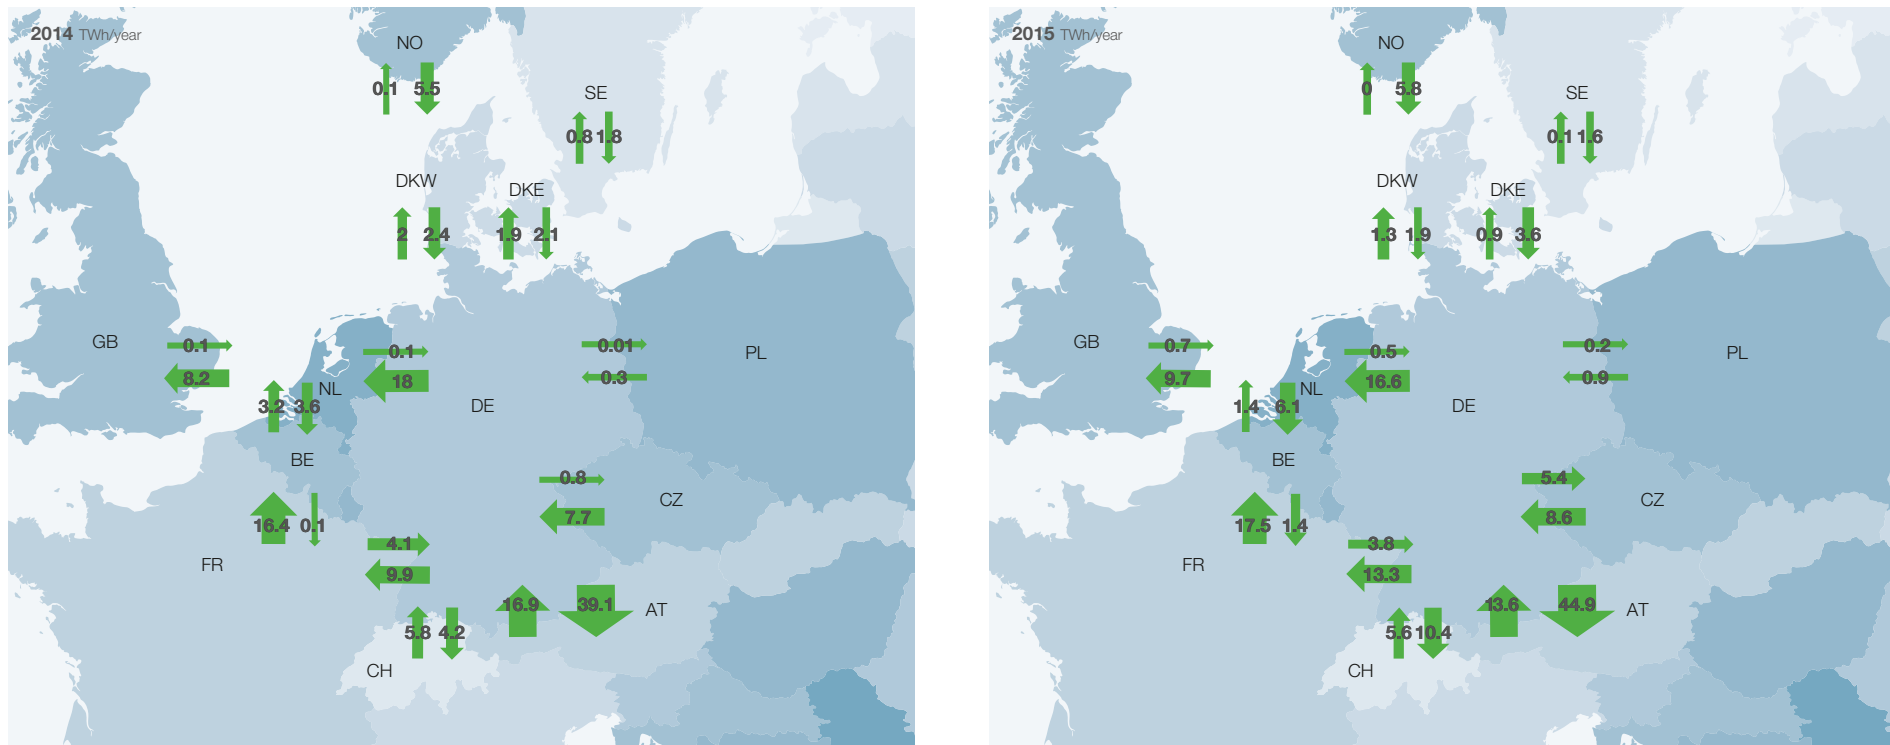 2014 TWh/year
NO
0.1 5.5
SE
0.8 1.8
DKW
DKE
2 2.4
1.9 2.1
GB
0.1
8.2
0.1
18
0.01
0.3
PL
NL
3.2 3.6
DE
BE
0.8
7.7
CZ
16.4 0.1
4.1
9.9
FR
16.9 39.1
AT
5.8 4.2
CH
2015 TWh/year
NO
0 5.8
SE
0.1 1.6
DKW
DKE
1.3 1.9
0.9 3.6
GB
0.7
9.7
0.5
16.6
0.2
0.9
PL
NL
1.4 6.1
DE
BE
5.4
8.6
CZ
17.5 1.4
3.8
13.3
FR
13.6 44.9
AT
5.6 10.4
CH